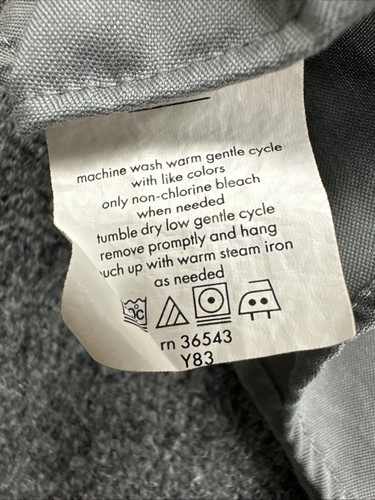 machine wash warm gentle cycle
with like colors
only non-chlorine bleach
when needed
tumble dry low gentle cycle
remove promptly and hang
up with warm steam iron
as needed
rn 36543
Y83